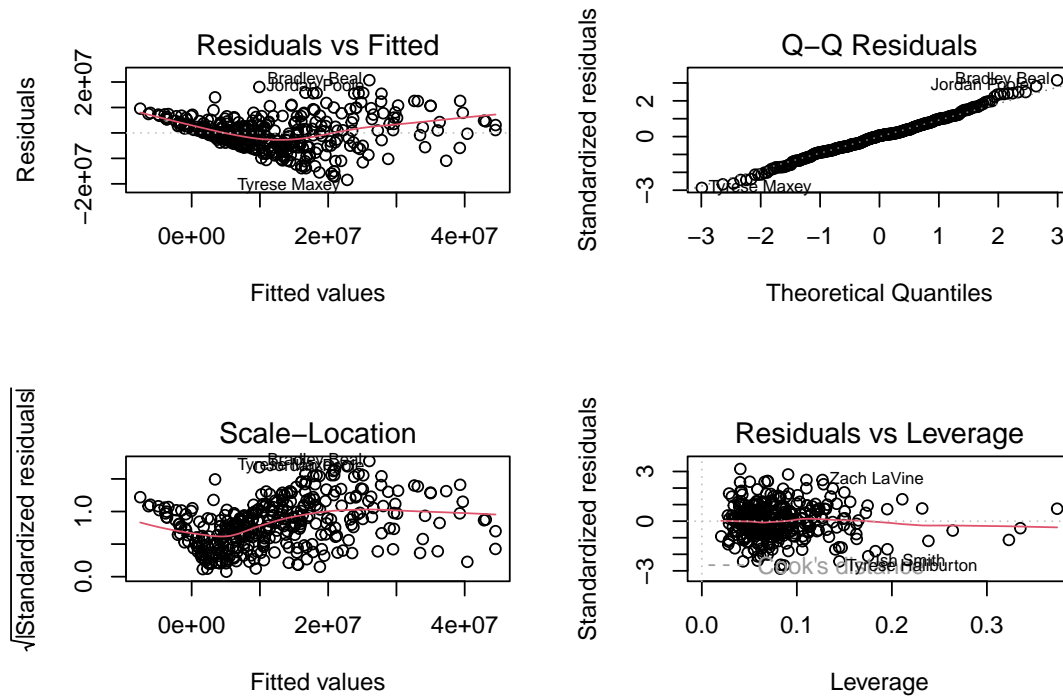 Residuals vs Fitted
Residuals
2e+07
−2e+07
Bradley Beal
Jordan Poole
Tyrese Maxey
0e+00 2e+07 4e+07
Fitted values
Q−Q Residuals
Standardized residuals
2
0
−3
Bradley Beal
Jordan Poole
Tyrese Maxey
−3 −2 −1 0 1 2 3
Theoretical Quantiles
Scale−Location
√|Standardized residuals|
1.0
0.0
Bradley Beal
Tyrese Maxey
0e+00 2e+07 4e+07
Fitted values
Residuals vs Leverage
Standardized residuals
3
0
−3
Zach LaVine
Ish Smith
Tyrese Haliburton
Cook's distance
0.0 0.1 0.2 0.3
Leverage